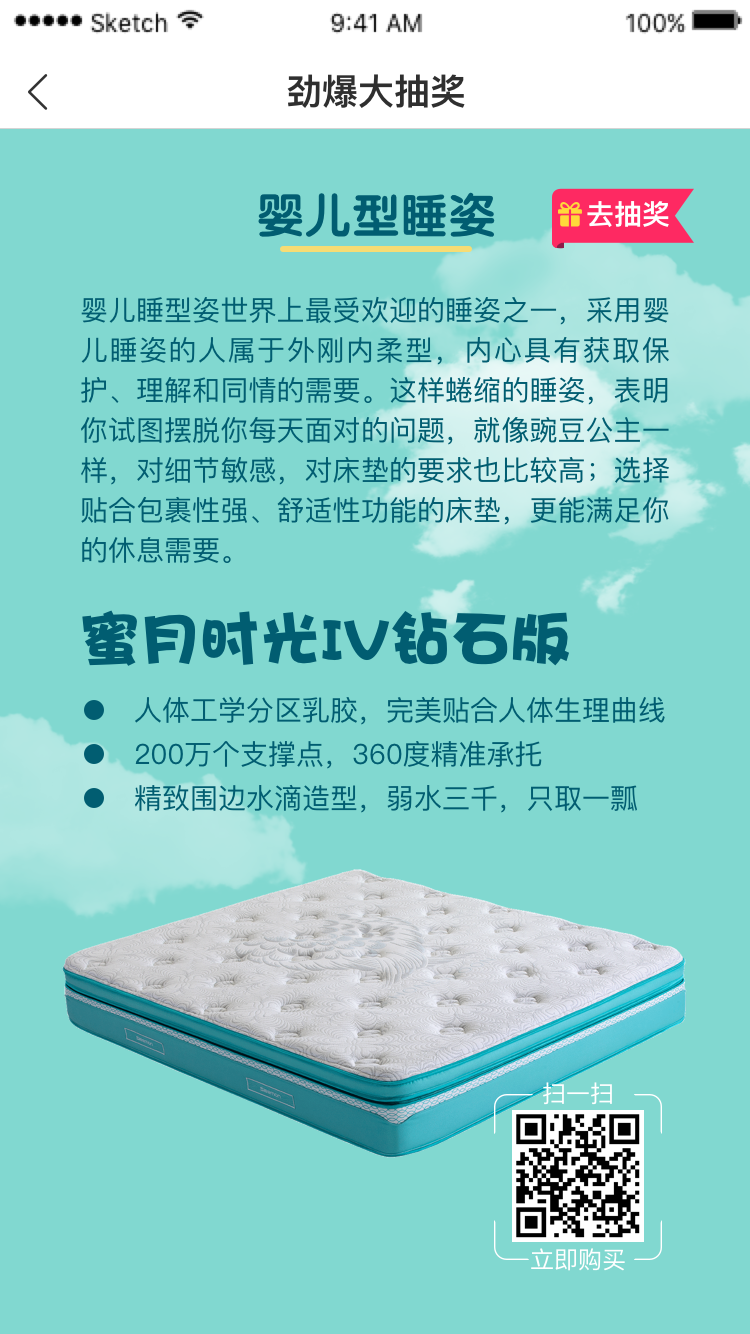 Sketch 9:41 AM 100%
劲爆大抽奖
婴儿型睡姿
去抽奖
婴儿睡型姿世界上最受欢迎的睡姿之一，采用婴
儿睡姿的人属于外刚内柔型，内心具有获取保
护、理解和同情的需要。这样蜷缩的睡姿，表明
你试图摆脱你每天面对的问题，就像豌豆公主一
样，对细节敏感，对床垫的要求也比较高；选择
贴合包裹性强、舒适性功能的床垫，更能满足你
的休息需要。
蜜月时光IV钻石版
● 人体工学分区乳胶，完美贴合人体生理曲线
● 200万个支撑点，360度精准承托
● 精致围边水滴造型，弱水三千，只取一瓢
扫一扫
立即购买